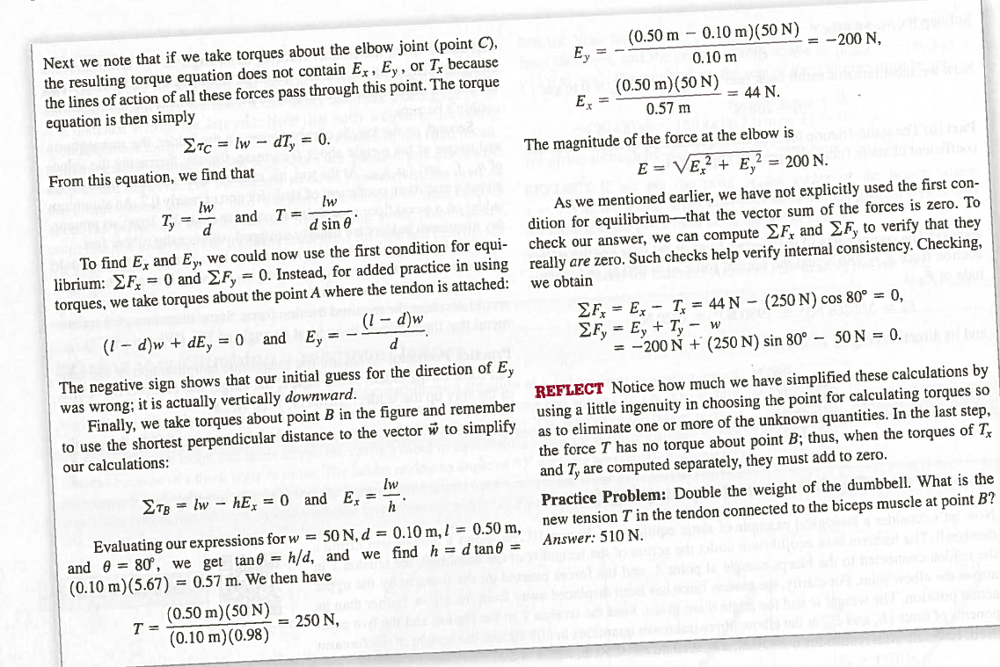 Next we note that if we take torques about the elbow joint (point C),
the resulting torque equation does not contain Eₓ, E_y, or Tₓ because
the lines of action of all these forces pass through this point. The torque
equation is then simply
Στ_C = lw − dT_y = 0.
From this equation, we find that
T_y = lw/d and T = lw/(d sin θ).
To find Eₓ and E_y, we could now use the first condition for equi-
librium: ΣFₓ = 0 and ΣF_y = 0. Instead, for added practice in using
torques, we take torques about the point A where the tendon is attached:
(l − d)w + dE_y = 0 and E_y = −(l − d)w/d.
The negative sign shows that our initial guess for the direction of E_y
was wrong; it is actually vertically downward.
Finally, we take torques about point B in the figure and remember
to use the shortest perpendicular distance to the vector w⃗ to simplify
our calculations:
Στ_B = lw − hEₓ = 0 and Eₓ = lw/h.
Evaluating our expressions for w = 50 N, d = 0.10 m, l = 0.50 m,
and θ = 80°, we get tan θ = h/d, and we find h = d tan θ =
(0.10 m)(5.67) = 0.57 m. We then have
T = (0.50 m)(50 N)/(0.10 m)(0.98) = 250 N,
E_y = −(0.50 m − 0.10 m)(50 N)/0.10 m = −200 N,
Eₓ = (0.50 m)(50 N)/0.57 m = 44 N.
The magnitude of the force at the elbow is
E = √(Eₓ² + E_y²) = 200 N.
As we mentioned earlier, we have not explicitly used the first con-
dition for equilibrium—that the vector sum of the forces is zero. To
check our answer, we can compute ΣFₓ and ΣF_y to verify that they
really are zero. Such checks help verify internal consistency. Checking,
we obtain
ΣFₓ = Eₓ − Tₓ = 44 N − (250 N) cos 80° = 0,
ΣF_y = E_y + T_y − w
= −200 N + (250 N) sin 80° − 50 N = 0.
REFLECT Notice how much we have simplified these calculations by
using a little ingenuity in choosing the point for calculating torques so
as to eliminate one or more of the unknown quantities. In the last step,
the force T has no torque about point B; thus, when the torques of Tₓ
and T_y are computed separately, they must add to zero.
Practice Problem: Double the weight of the dumbbell. What is the
new tension T in the tendon connected to the biceps muscle at point B?
Answer: 510 N.